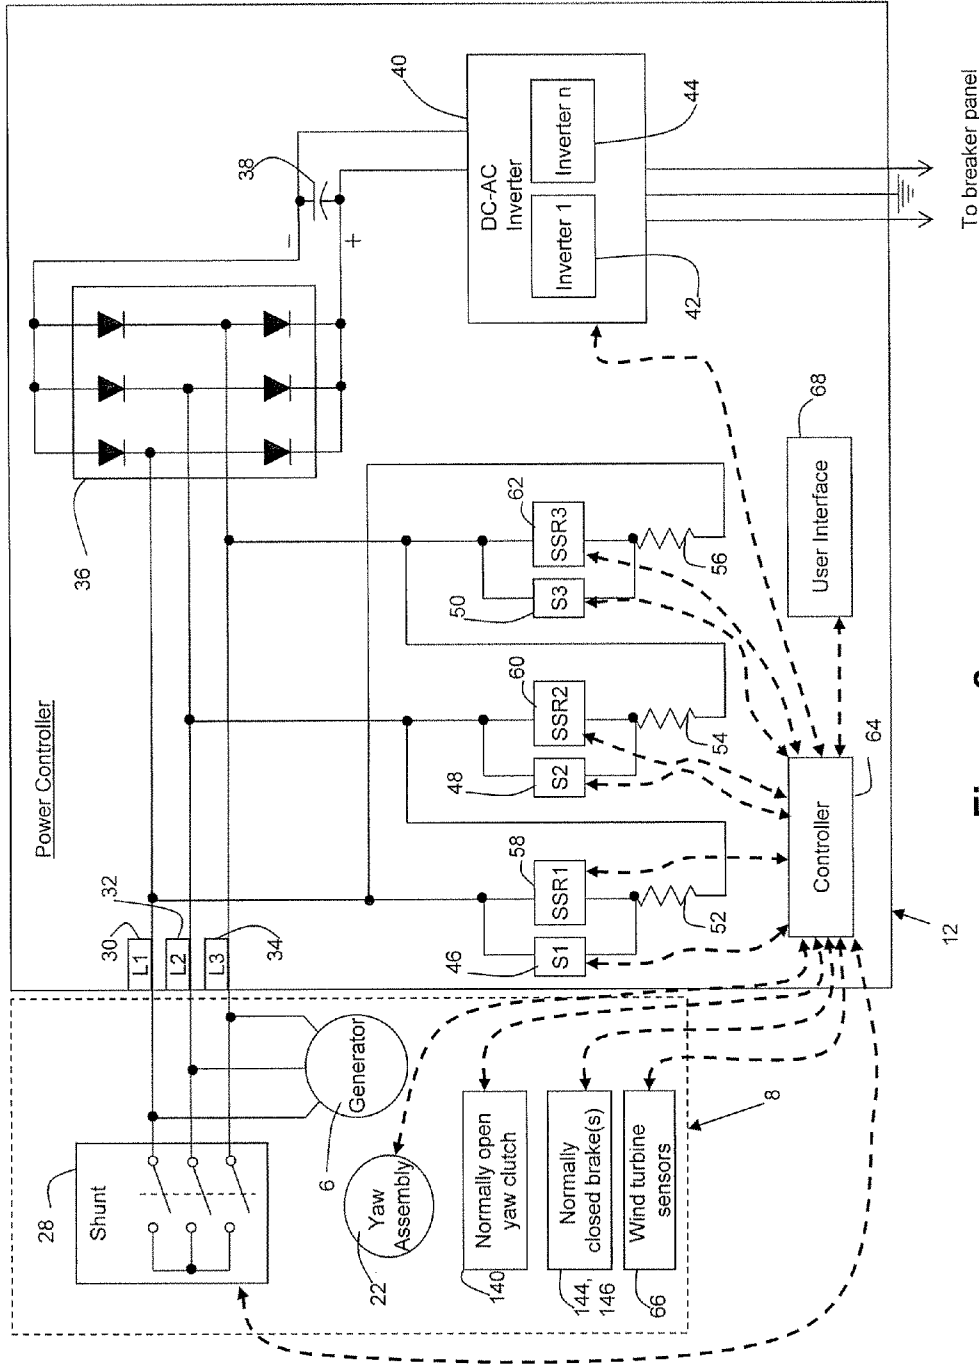 Power Controller
28
Shunt
6
Generator
22
Yaw
Assembly
140
Normally open
yaw clutch
144,
146
Normally
closed brake(s)
66
Wind turbine
sensors
8
L1
30
L2
32
L3
34
36
−
+
38
40
DC-AC
Inverter
Inverter 1
Inverter n
42
44
To breaker panel
46
S1
58
SSR1
52
48
S2
60
SSR2
54
50
S3
62
SSR3
56
Controller
64
User Interface
68
12